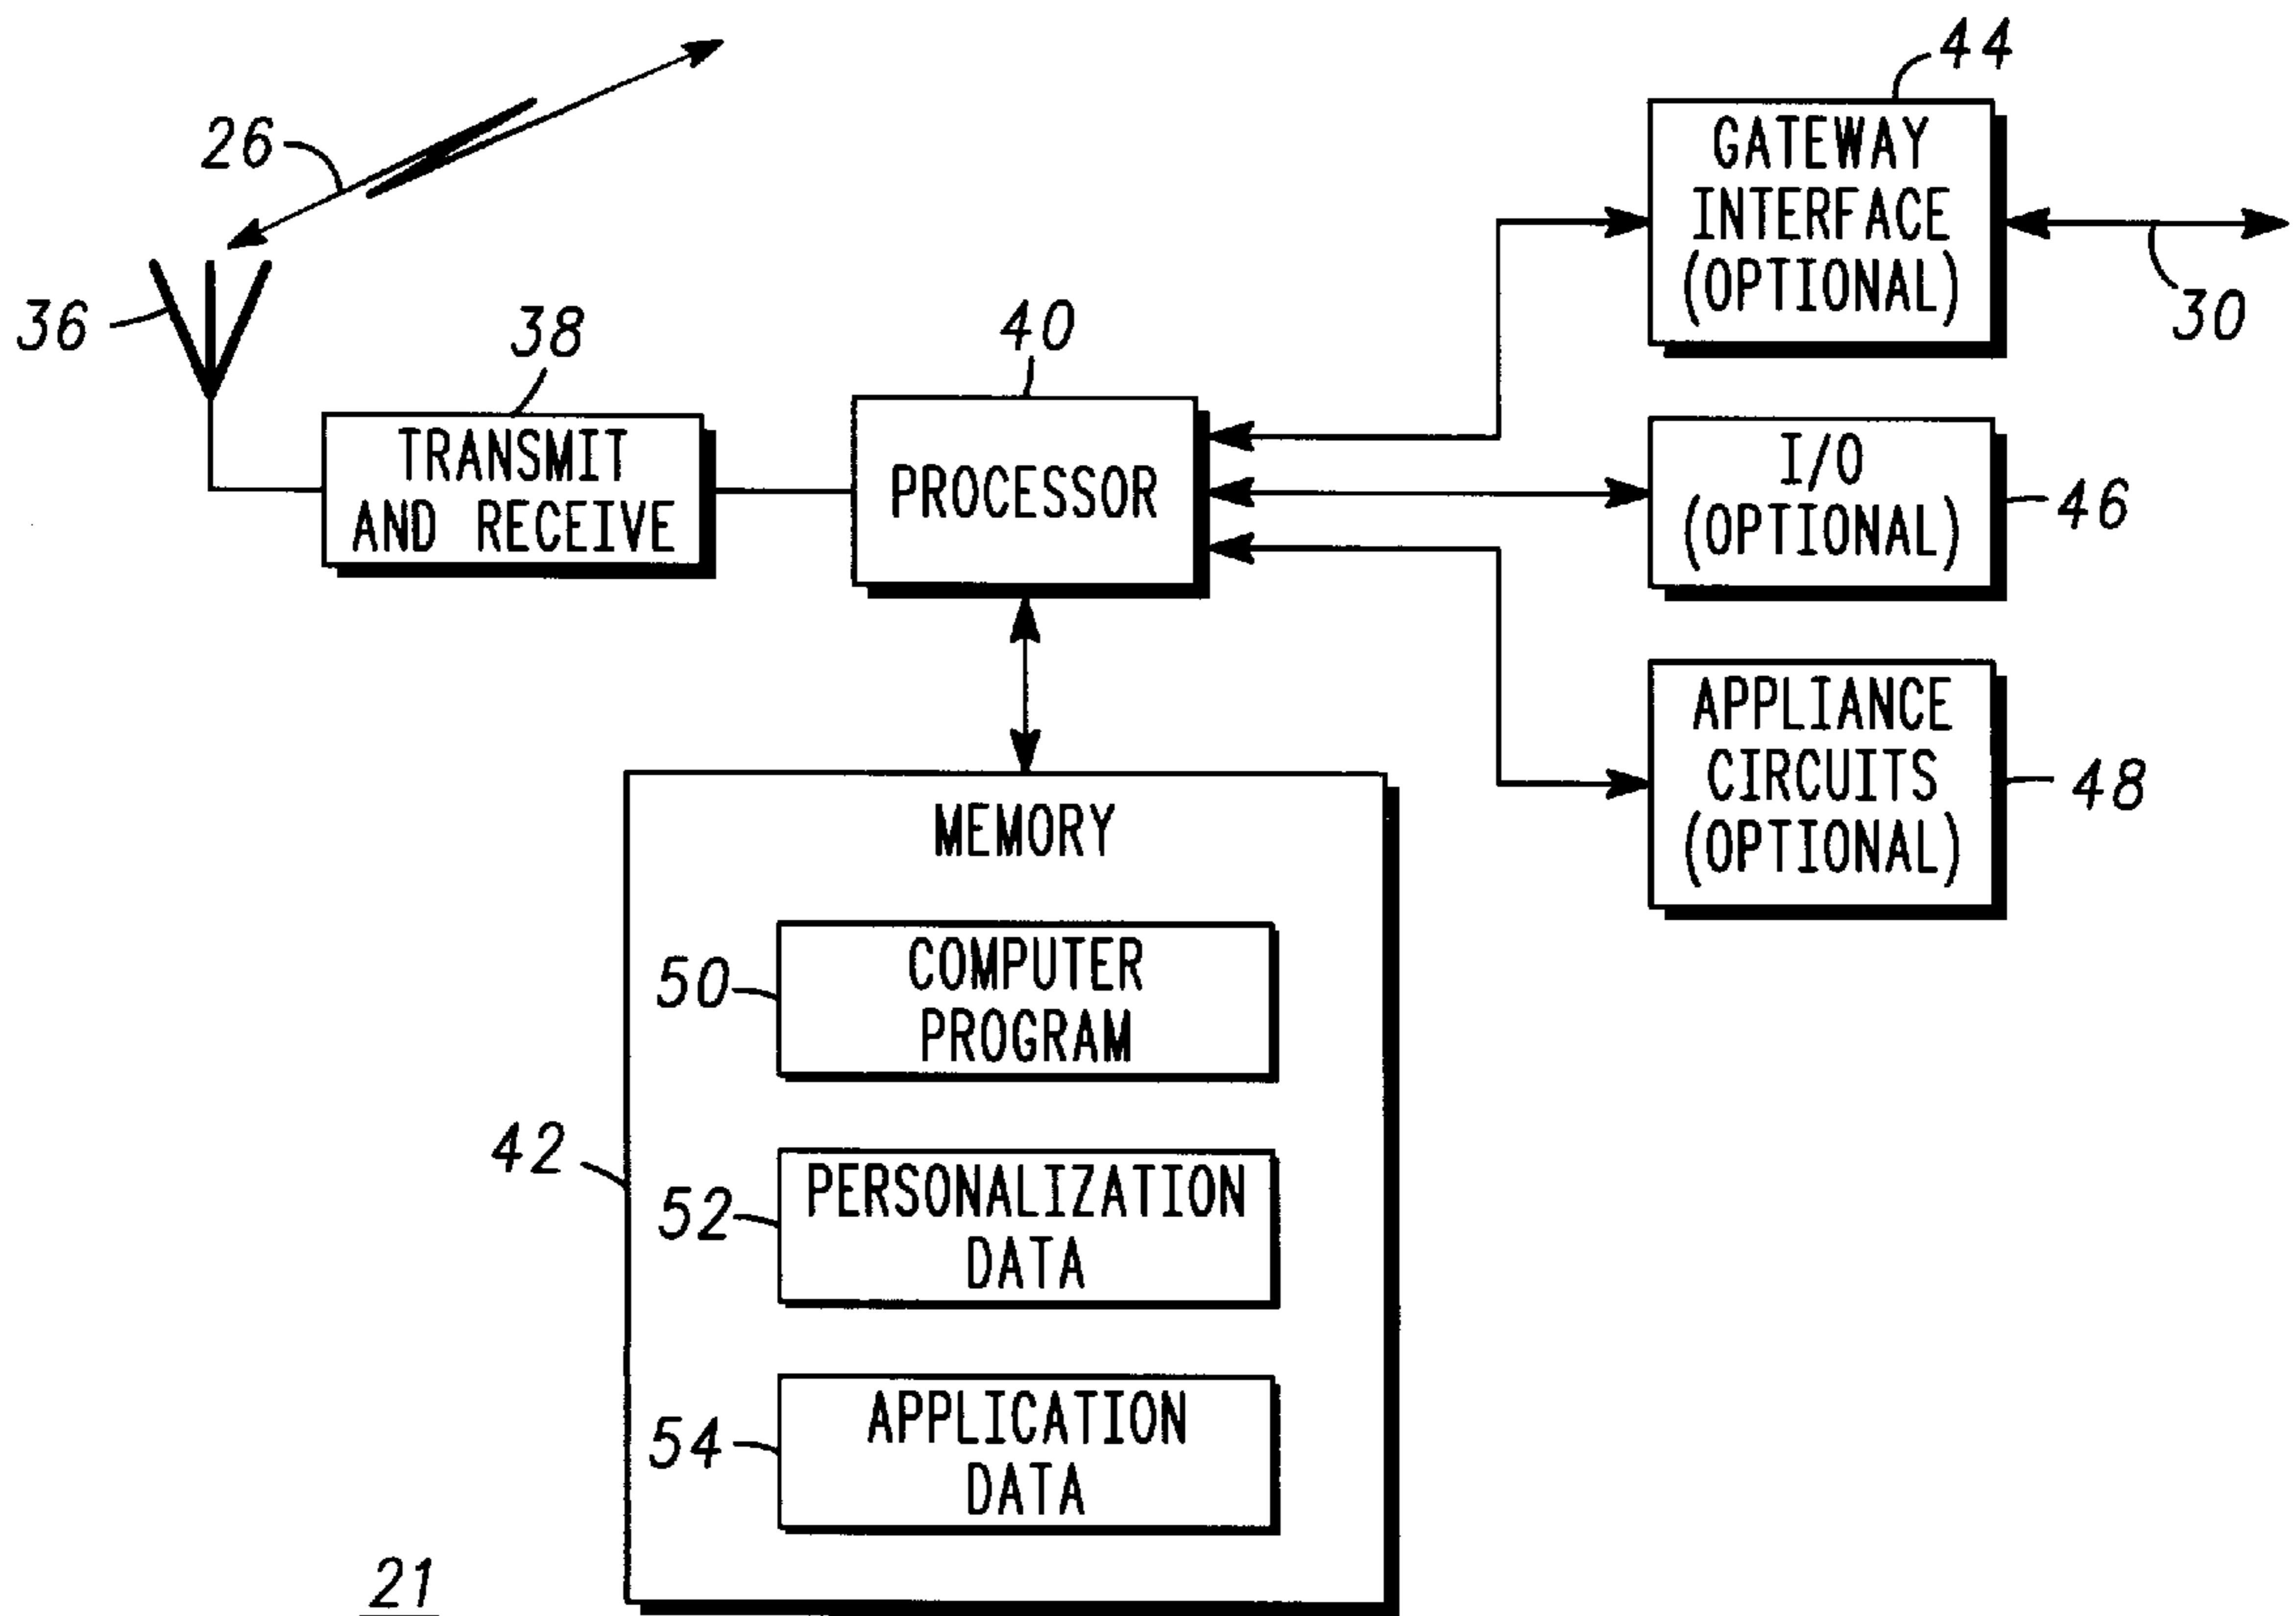 44
GATEWAY
INTERFACE
(OPTIONAL)
30
26
36
38
TRANSMIT
AND RECEIVE
40
PROCESSOR
I/O
(OPTIONAL)
46
APPLIANCE
CIRCUITS
(OPTIONAL)
48
MEMORY
50
COMPUTER
PROGRAM
42
52
PERSONALIZATION
DATA
54
APPLICATION
DATA
21